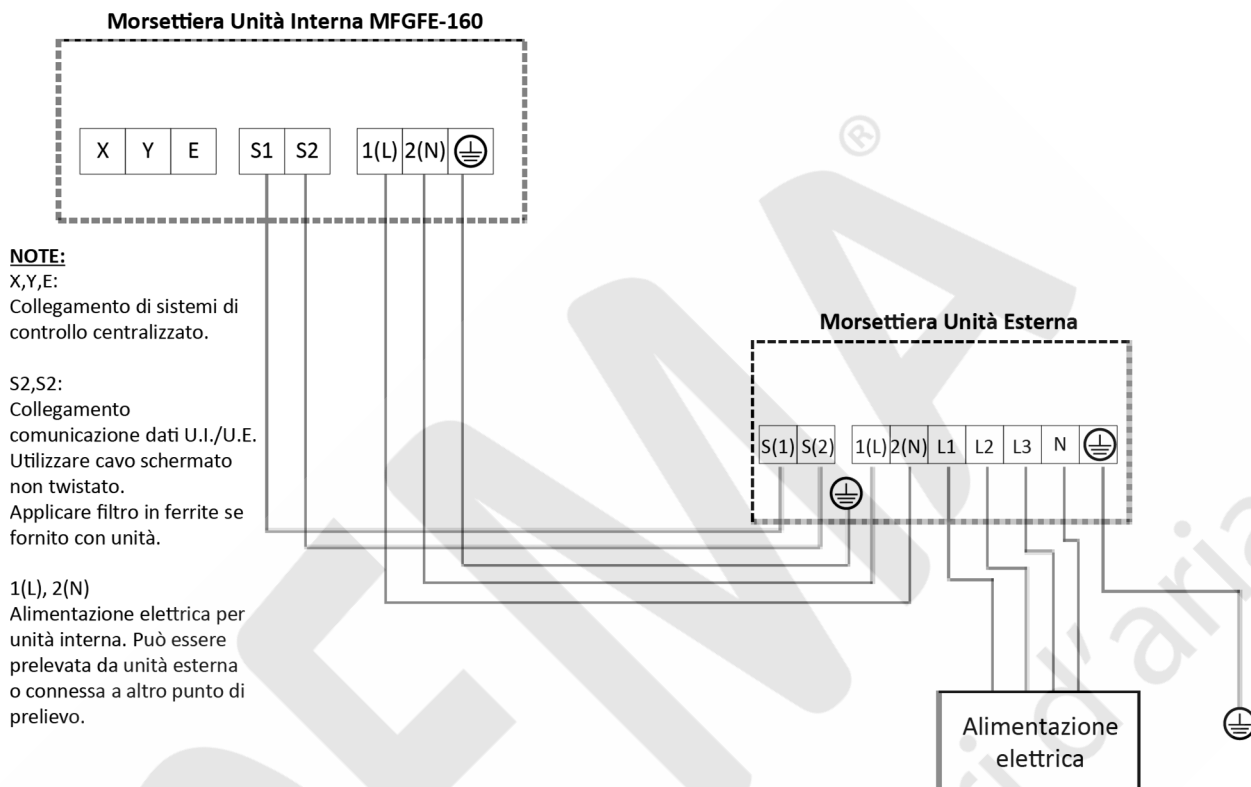 Morsettiera Unità Interna MFGFE-160
X Y E S1 S2 1(L) 2(N)
NOTE:
X,Y,E:
Collegamento di sistemi di
controllo centralizzato.
S2,S2:
Collegamento
comunicazione dati U.I./U.E.
Utilizzare cavo schermato
non twistato.
Applicare filtro in ferrite se
fornito con unità.
1(L), 2(N)
Alimentazione elettrica per
unità interna. Può essere
prelevata da unità esterna
o connessa a altro punto di
prelievo.
®
Morsettiera Unità Esterna
S(1) S(2) 1(L) 2(N) L1 L2 L3 N
Alimentazione
elettrica
EMA
ri d'aria